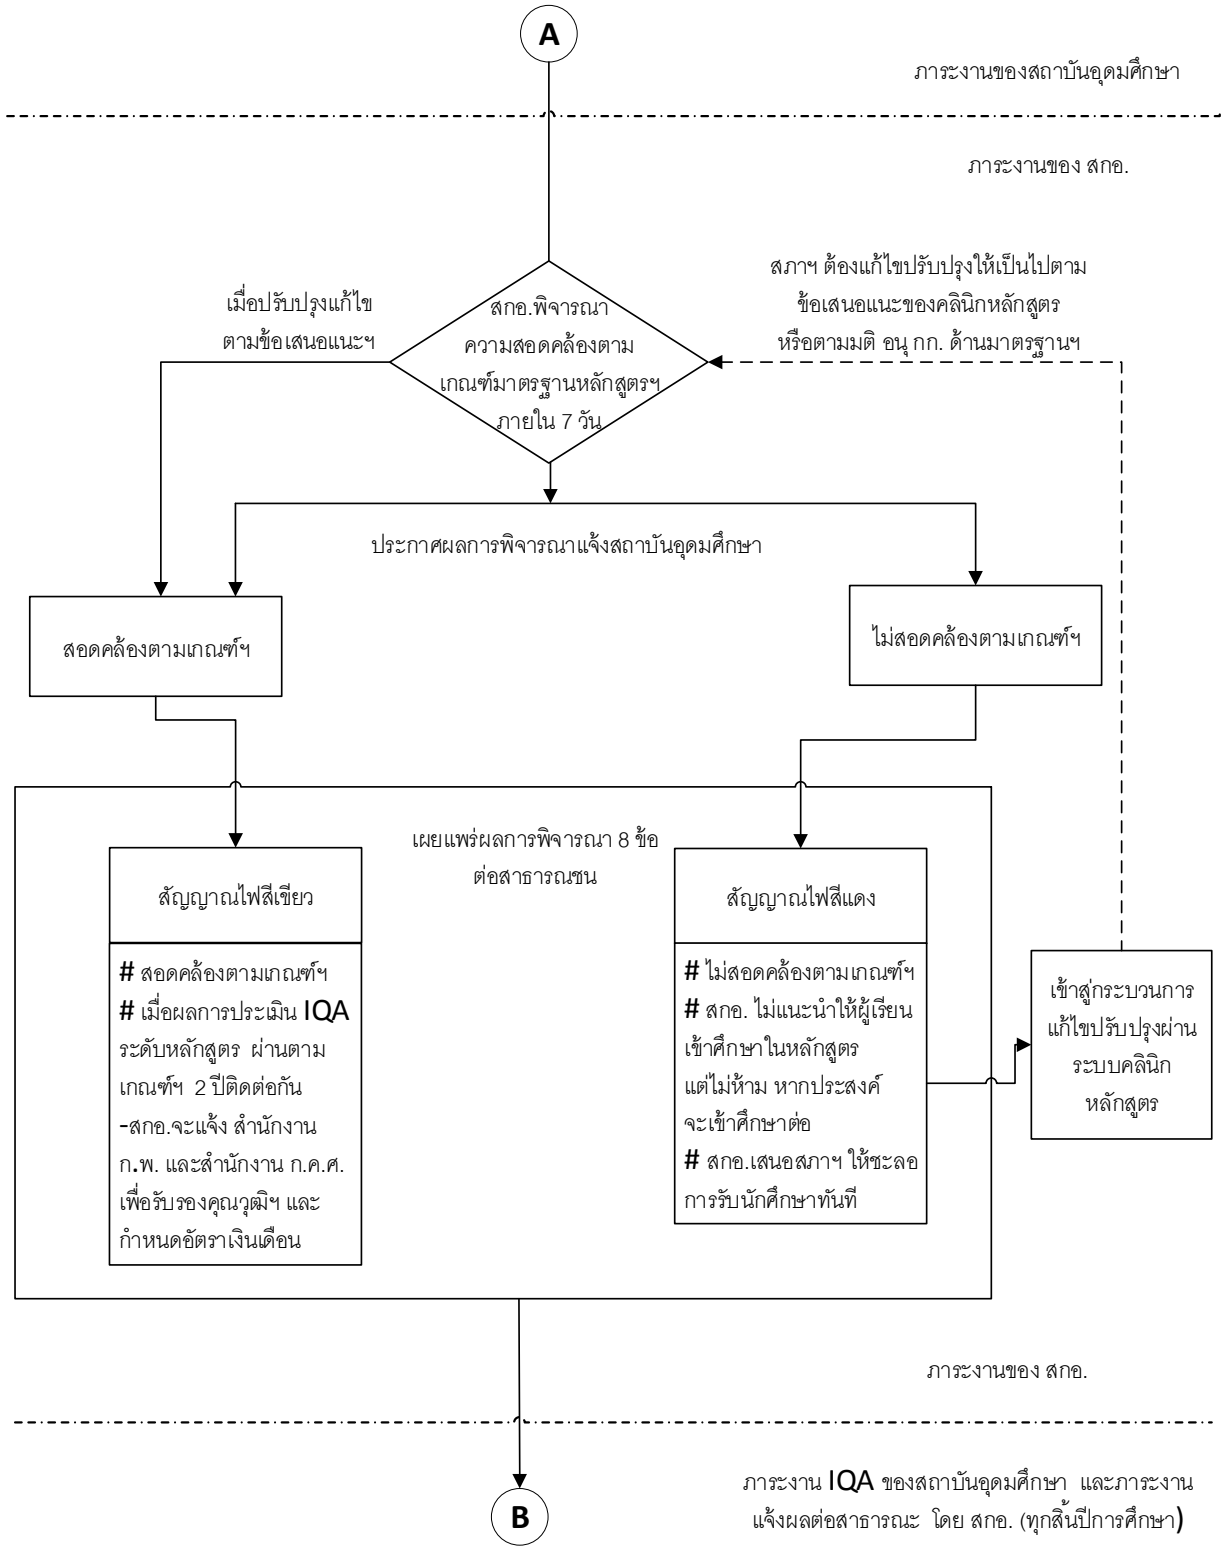 A
ภาระงานของสถาบันอุดมศึกษา
ภาระงานของ สกอ.
สภาฯ ต้องแก้ไขปรับปรุงให้เป็นไปตาม
ข้อเสนอแนะของคลินิกหลักสูตร
หรือตามมติ อนุ กก. ด้านมาตรฐานฯ
เมื่อปรับปรุงแก้ไข
ตามข้อเสนอแนะฯ
สกอ.พิจารณา
ความสอดคล้องตาม
เกณฑ์มาตรฐานหลักสูตรฯ
ภายใน 7 วัน
ประกาศผลการพิจารณาแจ้งสถาบันอุดมศึกษา
สอดคล้องตามเกณฑ์ฯ
ไม่สอดคล้องตามเกณฑ์ฯ
เผยแพร่ผลการพิจารณา 8 ข้อ
ต่อสาธารณชน
สัญญาณไฟสีเขียว
# สอดคล้องตามเกณฑ์ฯ
# เมื่อผลการประเมิน IQA
ระดับหลักสูตร ผ่านตาม
เกณฑ์ฯ 2 ปีติดต่อกัน
-สกอ.จะแจ้ง สำนักงาน
ก.พ. และสำนักงาน ก.ค.ศ.
เพื่อรับรองคุณวุฒิฯ และ
กำหนดอัตราเงินเดือน
สัญญาณไฟสีแดง
# ไม่สอดคล้องตามเกณฑ์ฯ
# สกอ. ไม่แนะนำให้ผู้เรียน
เข้าศึกษาในหลักสูตร
แต่ไม่ห้าม หากประสงค์
จะเข้าศึกษาต่อ
# สกอ.เสนอสภาฯ ให้ชะลอ
การรับนักศึกษาทันที
เข้าสู่กระบวนการ
แก้ไขปรับปรุงผ่าน
ระบบคลินิก
หลักสูตร
ภาระงานของ สกอ.
ภาระงาน IQA ของสถาบันอุดมศึกษา และภาระงาน
แจ้งผลต่อสาธารณะ โดย สกอ. (ทุกสิ้นปีการศึกษา)
B